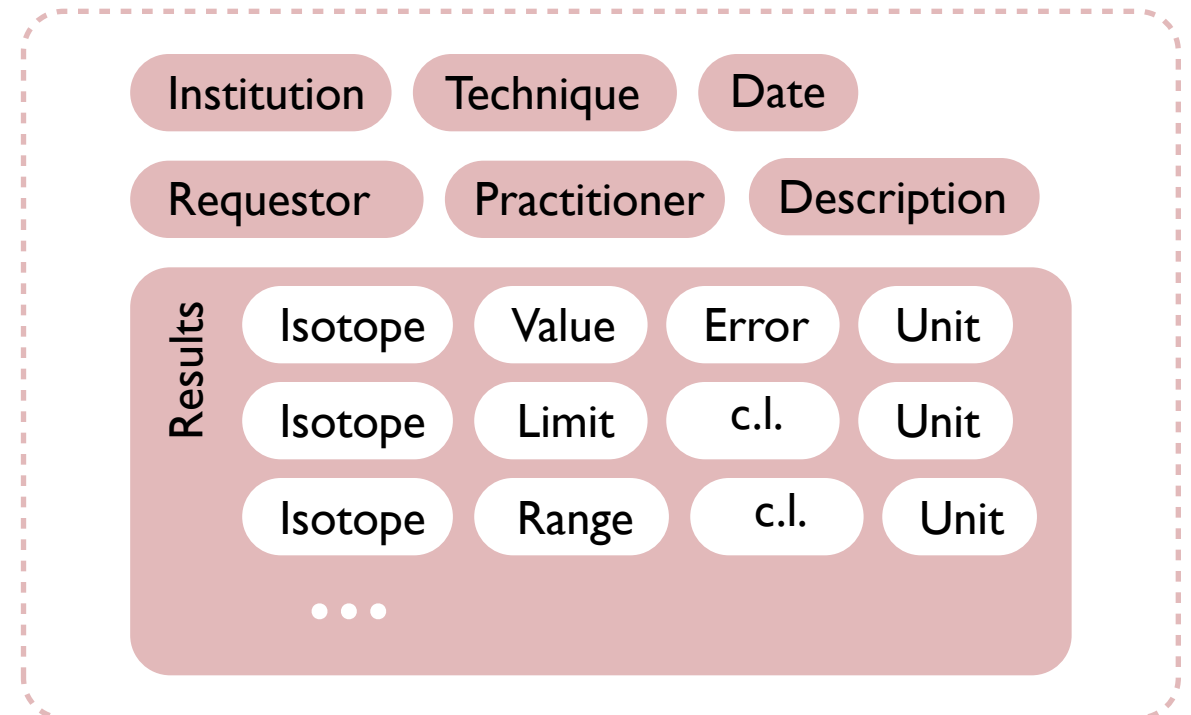 Institution Technique Date
Requestor Practitioner Description
Results
Isotope Value Error Unit
Isotope Limit c.l. Unit
Isotope Range c.l. Unit
...